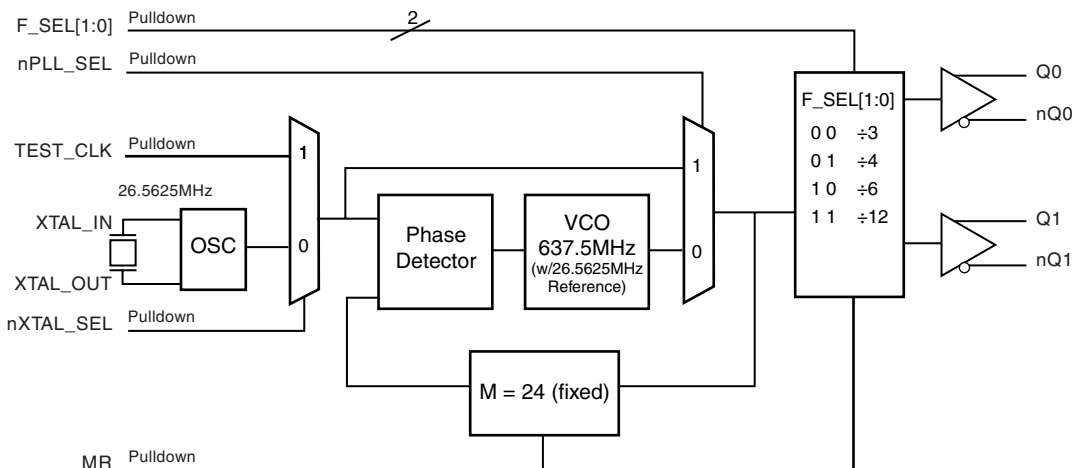 F_SEL[1:0] Pulldown 2
nPLL_SEL Pulldown
TEST_CLK Pulldown
26.5625MHz
XTAL_IN
XTAL_OUT
OSC
nXTAL_SEL Pulldown
1
0
Phase
Detector
VCO
637.5MHz
(w/26.5625MHz
Reference)
1
0
M = 24 (fixed)
F_SEL[1:0]
0 0 ÷3
0 1 ÷4
1 0 ÷6
1 1 ÷12
Q0
nQ0
Q1
nQ1
MR Pulldown